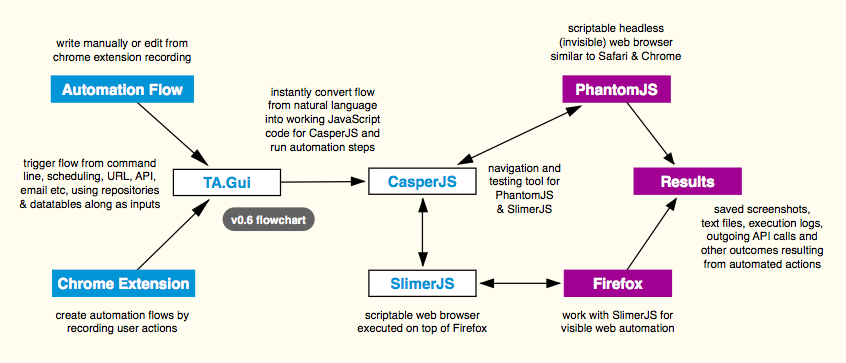 write manually or edit from
chrome extension recording
Automation Flow
scriptable headless
(invisible) web browser
similar to Safari & Chrome
PhantomJS
instantly convert flow
from natural language
into working JavaScript
code for CasperJS and
run automation steps
trigger flow from command
line, scheduling, URL, API,
email etc, using repositories
& datatables along as inputs
TA.Gui
v0.6 flowchart
CasperJS
navigation and
testing tool for
PhantomJS
& SlimerJS
Results
saved screenshots,
text files, execution logs,
outgoing API calls and
other outcomes resulting
from automated actions
Chrome Extension
create automation flows by
recording user actions
SlimerJS
scriptable web browser
executed on top of Firefox
Firefox
work with SlimerJS for
visible web automation